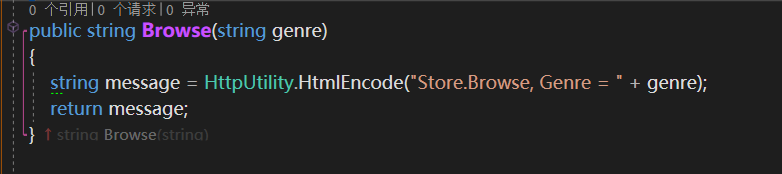 0 个引用|0 个请求|0 异常
public string Browse(string genre)
{
string message = HttpUtility.HtmlEncode("Store.Browse, Genre = " + genre);
return message;
} ↑ string Browse(string)